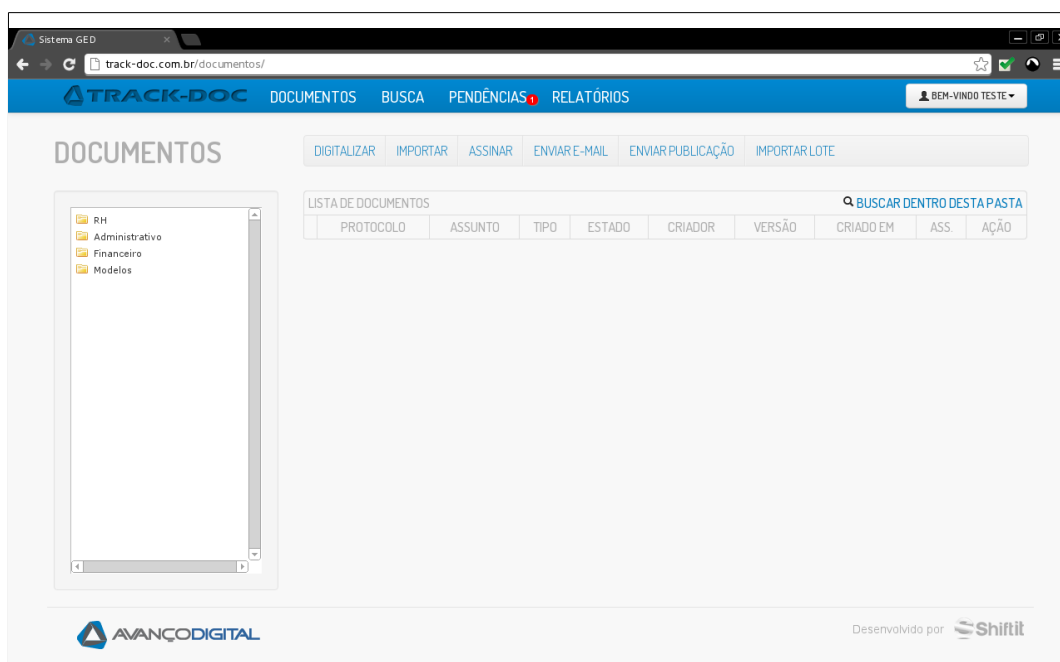 Sistema GED
track-doc.com.br/documentos/
TRACK-DOC DOCUMENTOS BUSCA PENDÊNCIAS 1 RELATÓRIOS BEM-VINDO TESTE
DOCUMENTOS
DIGITALIZAR IMPORTAR ASSINAR ENVIAR E-MAIL ENVIAR PUBLICAÇÃO IMPORTAR LOTE
LISTA DE DOCUMENTOS BUSCAR DENTRO DESTA PASTA
PROTOCOLO ASSUNTO TIPO ESTADO CRIADOR VERSÃO CRIADO EM ASS. AÇÃO
RH
Administrativo
Financeiro
Modelos
AVANÇODIGITAL
Desenvolvido por Shiftit